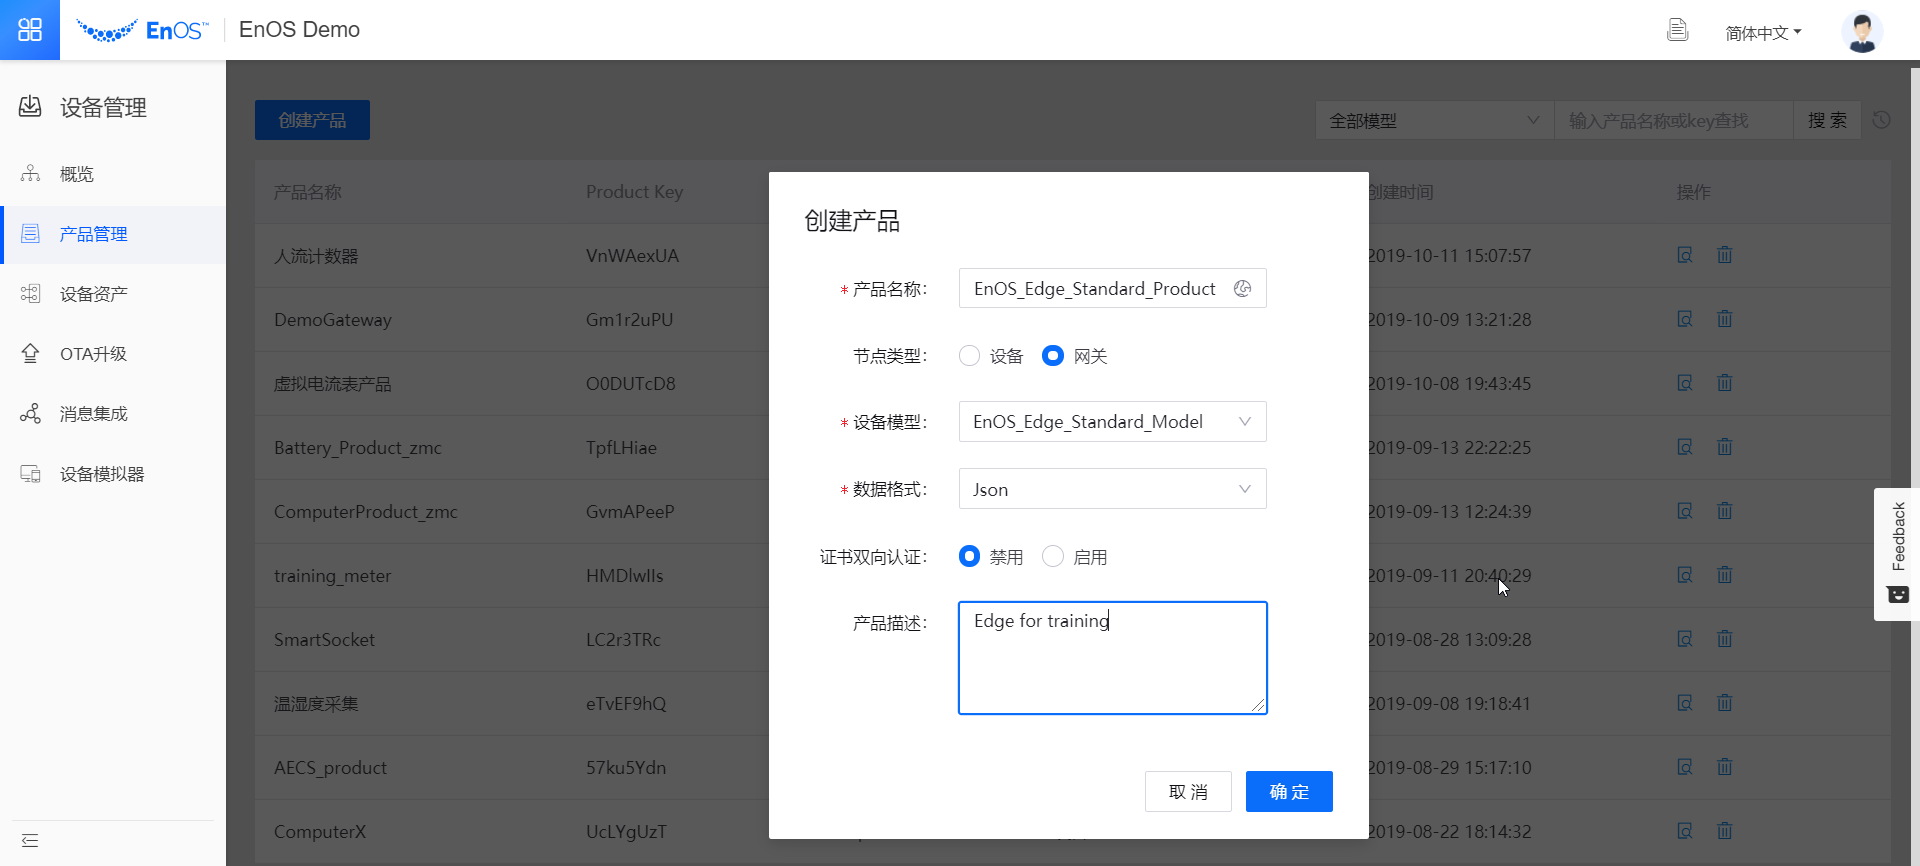 EnOS™ EnOS Demo 简体中文
设备管理
概览
产品管理
设备资产
OTA升级
消息集成
设备模拟器
创建产品 全部模型 输入产品名称或key查找 搜 索
产品名称 Product Key 创建时间 操作
人流计数器 VnWAexUA 2019-10-11 15:07:57
DemoGateway Gm1r2uPU 2019-10-09 13:21:28
虚拟电流表产品 O0DUTcD8 2019-10-08 19:43:45
Battery_Product_zmc TpfLHiae 2019-09-13 22:22:25
ComputerProduct_zmc GvmAPeeP 2019-09-13 12:24:39
training_meter HMDlwIIs 2019-09-11 20:40:29
SmartSocket LC2r3TRc 2019-08-28 13:09:28
温湿度采集 eTvEF9hQ 2019-09-08 19:18:41
AECS_product 57ku5Ydn 2019-08-29 15:17:10
ComputerX UcLYgUzT 2019-08-22 18:14:32
创建产品
* 产品名称: EnOS_Edge_Standard_Product
节点类型: 设备 网关
* 设备模型: EnOS_Edge_Standard_Model
* 数据格式: Json
证书双向认证: 禁用 启用
产品描述: Edge for training
取 消 确 定
Feedback